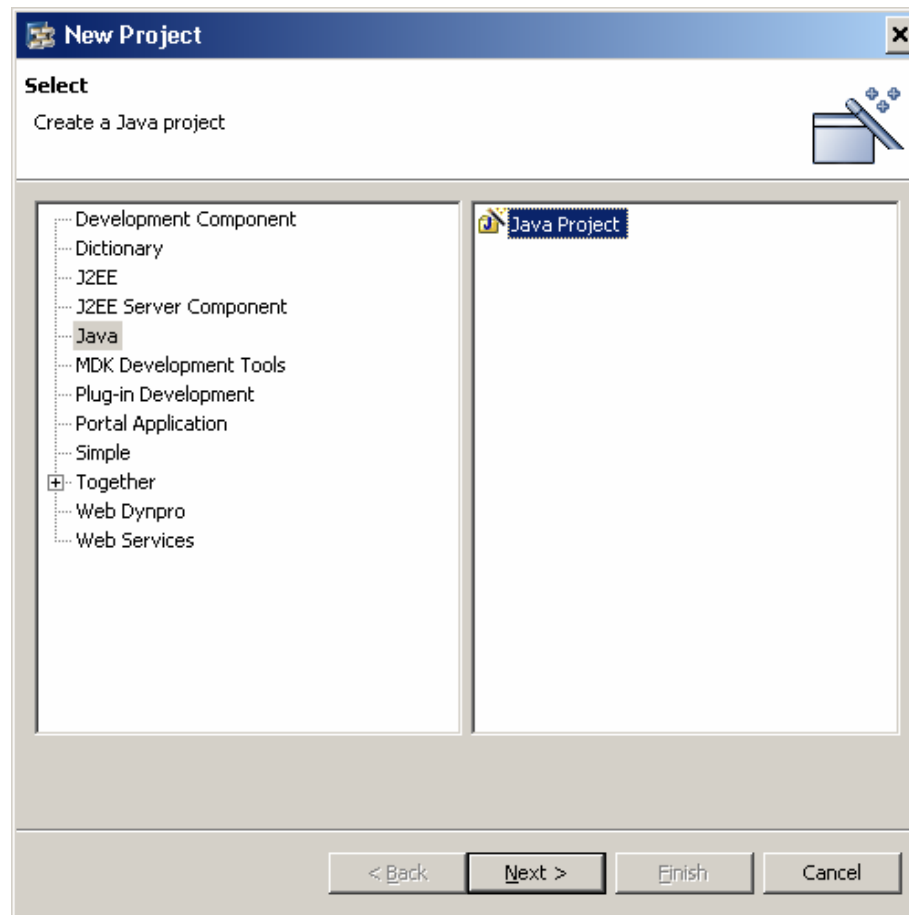 New Project
Select
Create a Java project
Development Component
Dictionary
J2EE
J2EE Server Component
Java
MDK Development Tools
Plug-in Development
Portal Application
Simple
Together
Web Dynpro
Web Services
Java Project
< Back
Next >
Finish
Cancel